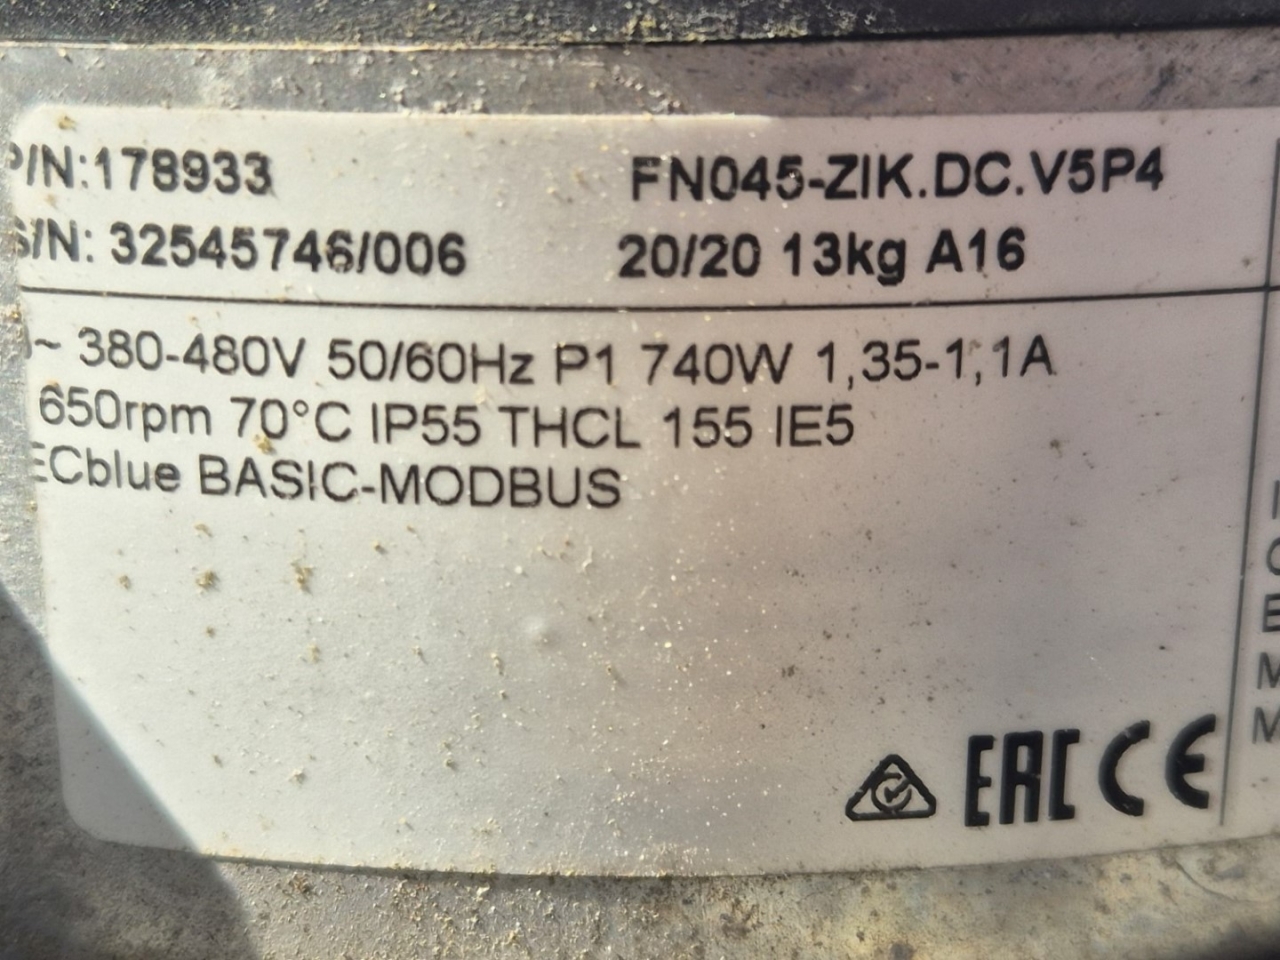 P/N:178933 FN045-ZIK.DC.V5P4
S/N: 32545746/006 20/20 13kg A16
~ 380-480V 50/60Hz P1 740W 1,35-1,1A
650rpm 70°C IP55 THCL 155 IE5
ECblue BASIC-MODBUS
EAC CE